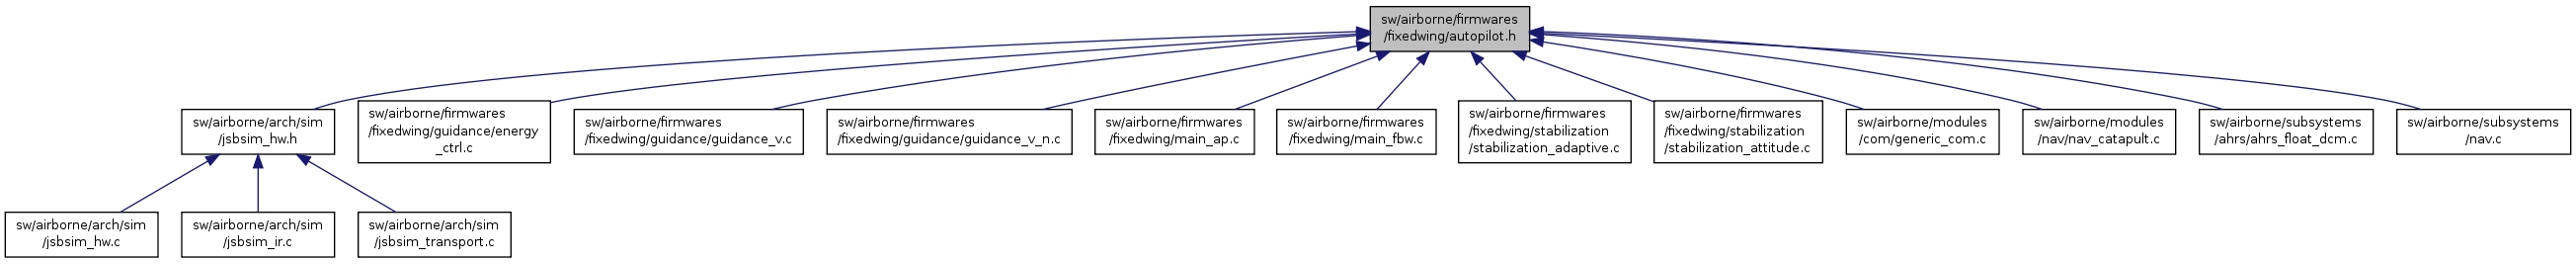 sw/airborne/firmwares
/fixedwing/autopilot.h
sw/airborne/arch/sim
/jsbsim_hw.h
sw/airborne/firmwares
/fixedwing/guidance/energy
_ctrl.c
sw/airborne/firmwares
/fixedwing/guidance/guidance_v.c
sw/airborne/firmwares
/fixedwing/guidance/guidance_v_n.c
sw/airborne/firmwares
/fixedwing/main_ap.c
sw/airborne/firmwares
/fixedwing/main_fbw.c
sw/airborne/firmwares
/fixedwing/stabilization
/stabilization_adaptive.c
sw/airborne/firmwares
/fixedwing/stabilization
/stabilization_attitude.c
sw/airborne/modules
/com/generic_com.c
sw/airborne/modules
/nav/nav_catapult.c
sw/airborne/subsystems
/ahrs/ahrs_float_dcm.c
sw/airborne/subsystems
/nav.c
sw/airborne/arch/sim
/jsbsim_hw.c
sw/airborne/arch/sim
/jsbsim_ir.c
sw/airborne/arch/sim
/jsbsim_transport.c